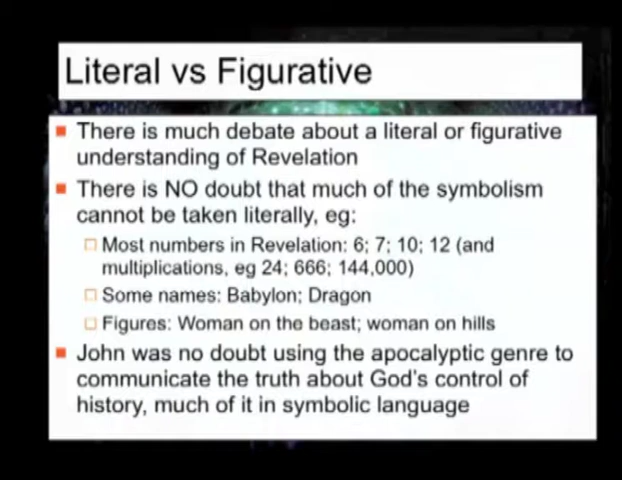 Literal vs Figurative
There is much debate about a literal or figurative
understanding of Revelation
There is NO doubt that much of the symbolism
cannot be taken literally, eg:
Most numbers in Revelation: 6; 7; 10; 12 (and
multiplications, eg 24; 666; 144,000)
Some names: Babylon; Dragon
Figures: Woman on the beast; woman on hills
John was no doubt using the apocalyptic genre to
communicate the truth about God's control of
history, much of it in symbolic language